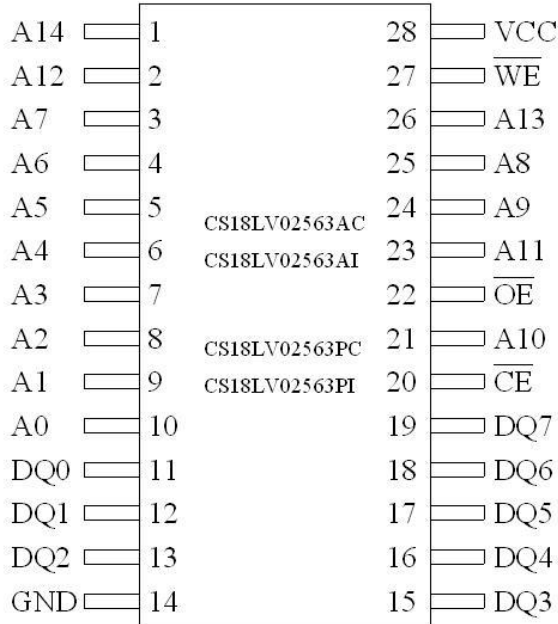 A14 1 28 VCC
A12 2 27 WE
A7 3 26 A13
A6 4 25 A8
A5 5 24 A9
CS18LV02563AC
A4 6 23 A11
CS18LV02563AI
A3 7 22 OE
A2 8 21 A10
CS18LV02563PC
A1 9 20 CE
CS18LV02563PI
A0 10 19 DQ7
DQ0 11 18 DQ6
DQ1 12 17 DQ5
DQ2 13 16 DQ4
GND 14 15 DQ3